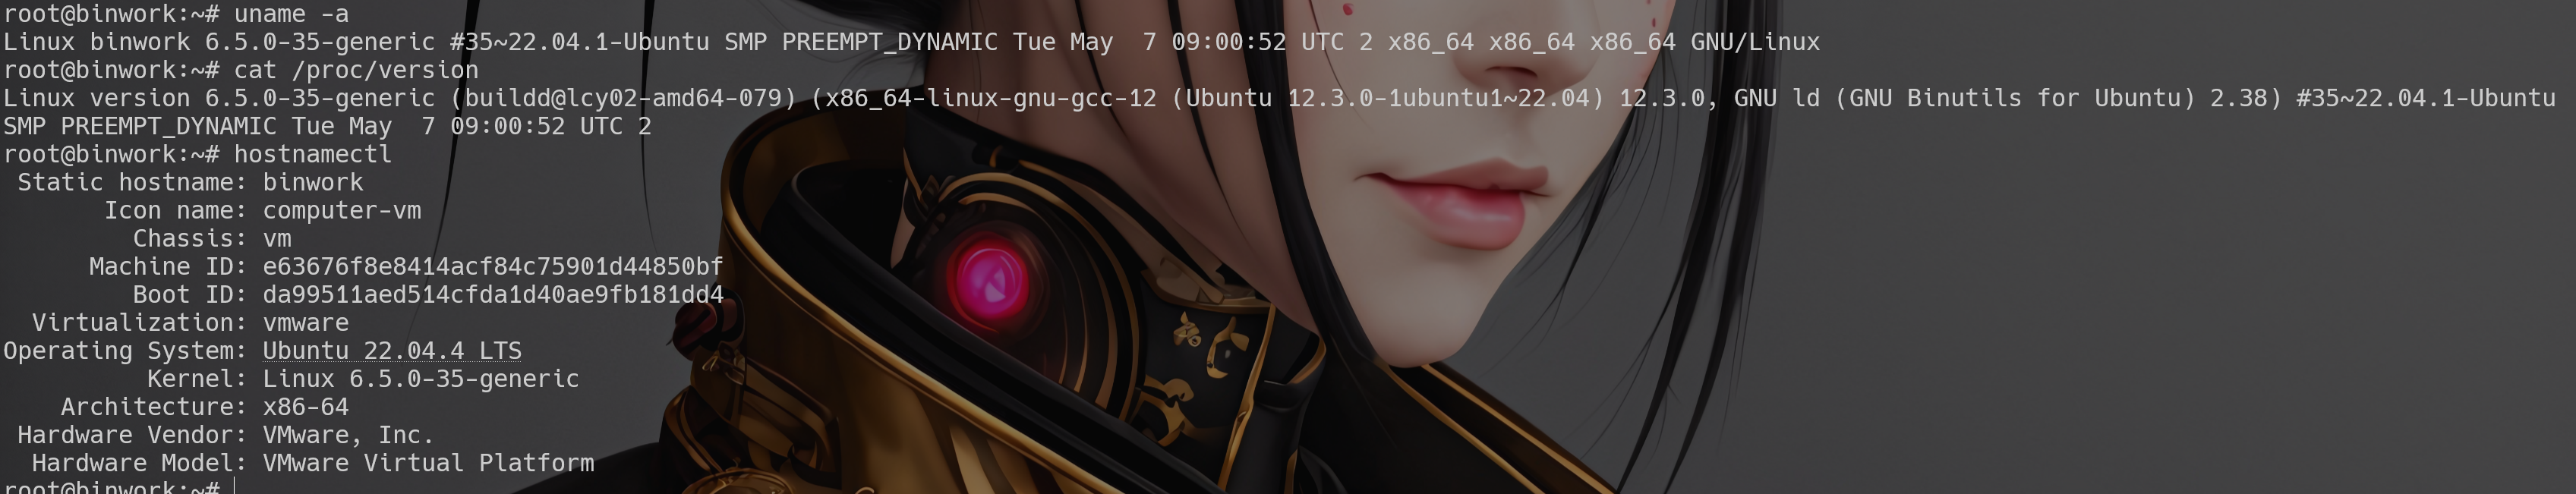 root@binwork:~# uname -a
Linux binwork 6.5.0-35-generic #35~22.04.1-Ubuntu SMP PREEMPT_DYNAMIC Tue May  7 09:00:52 UTC 2 x86_64 x86_64 x86_64 GNU/Linux
root@binwork:~# cat /proc/version
Linux version 6.5.0-35-generic (buildd@lcy02-amd64-079) (x86_64-linux-gnu-gcc-12 (Ubuntu 12.3.0-1ubuntu1~22.04) 12.3.0, GNU ld (GNU Binutils for Ubuntu) 2.38) #35~22.04.1-Ubuntu
SMP PREEMPT_DYNAMIC Tue May  7 09:00:52 UTC 2
root@binwork:~# hostnamectl
Static hostname: binwork
Icon name: computer-vm
Chassis: vm
Machine ID: e63676f8e8414acf84c75901d44850bf
Boot ID: da99511aed514cfda1d40ae9fb181dd4
Virtualization: vmware
Operating System: Ubuntu 22.04.4 LTS
Kernel: Linux 6.5.0-35-generic
Architecture: x86-64
Hardware Vendor: VMware, Inc.
Hardware Model: VMware Virtual Platform
root@binwork:~#